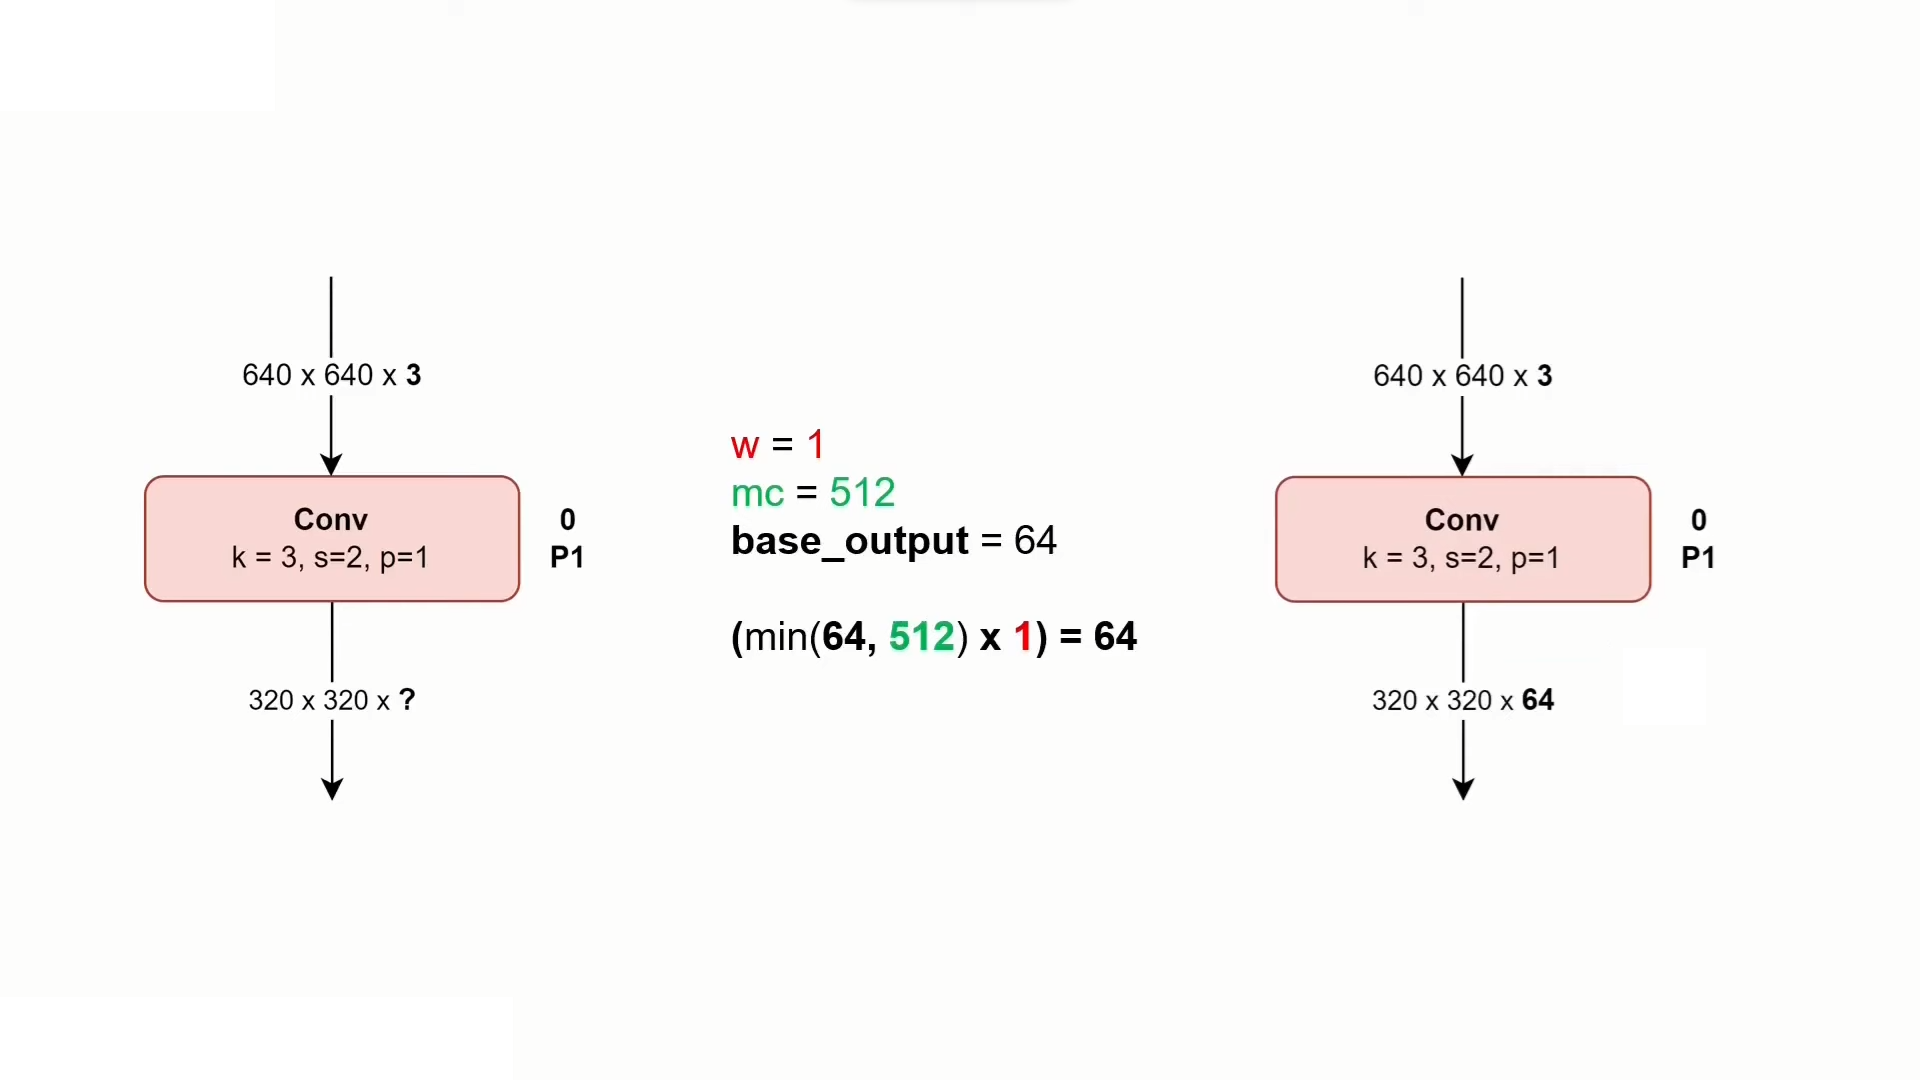 640 x 640 x 3
Conv
k = 3, s=2, p=1
0
P1
320 x 320 x ?
w = 1
mc = 512
base_output = 64
(min(64, 512) x 1) = 64
640 x 640 x 3
Conv
k = 3, s=2, p=1
0
P1
320 x 320 x 64